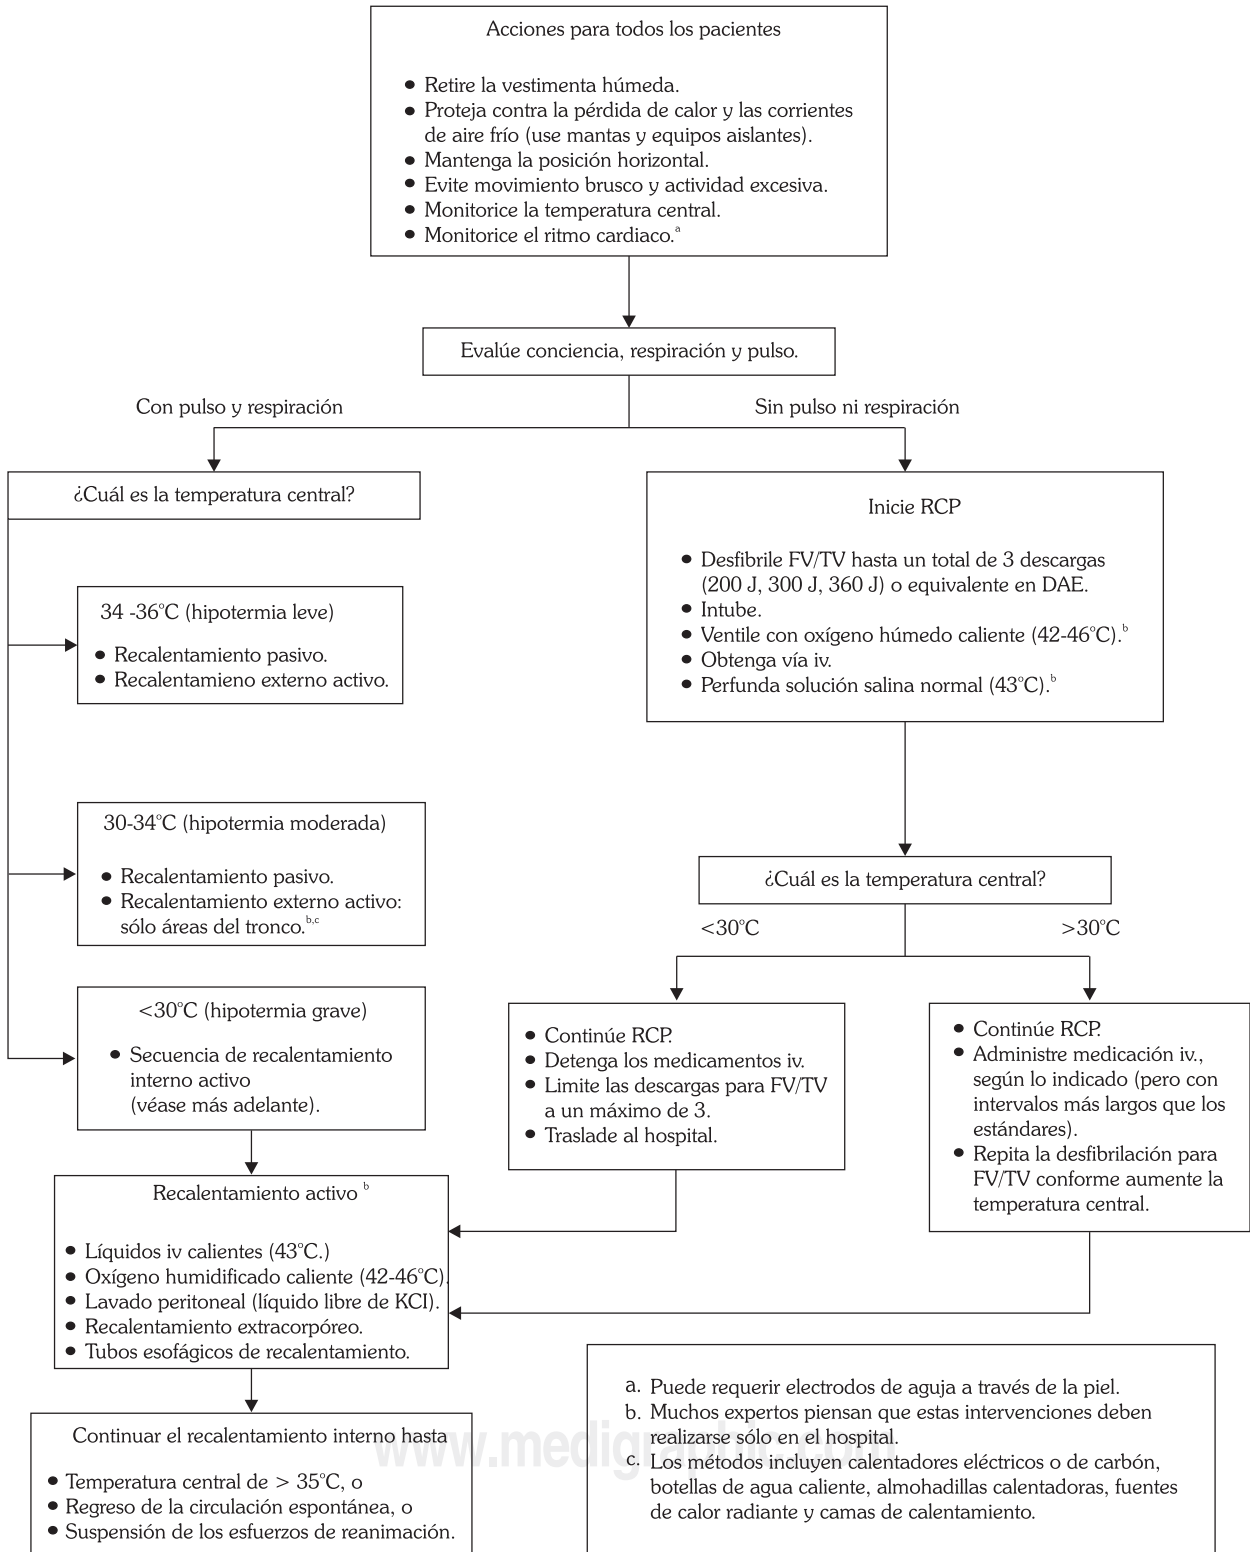 Acciones para todos los pacientes
● Retire la vestimenta húmeda.
● Proteja contra la pérdida de calor y las corrientes
de aire frío (use mantas y equipos aislantes).
● Mantenga la posición horizontal.
● Evite movimiento brusco y actividad excesiva.
● Monitorice la temperatura central.
● Monitorice el ritmo cardiaco.a
Evalúe conciencia, respiración y pulso.
Con pulso y respiración
Sin pulso ni respiración
¿Cuál es la temperatura central?
34 -36°C (hipotermia leve)
● Recalentamiento pasivo.
● Recalentamieno externo activo.
30-34°C (hipotermia moderada)
● Recalentamiento pasivo.
● Recalentamiento externo activo:
sólo áreas del tronco.b,c
<30°C (hipotermia grave)
● Secuencia de recalentamiento
interno activo
(véase más adelante).
Inicie RCP
● Desfibrile FV/TV hasta un total de 3 descargas
(200 J, 300 J, 360 J) o equivalente en DAE.
● Intube.
● Ventile con oxígeno húmedo caliente (42-46°C).b
● Obtenga vía iv.
● Perfunda solución salina normal (43°C).b
¿Cuál es la temperatura central?
<30°C
>30°C
● Continúe RCP.
● Detenga los medicamentos iv.
● Limite las descargas para FV/TV
a un máximo de 3.
● Traslade al hospital.
● Continúe RCP.
● Administre medicación iv.,
según lo indicado (pero con
intervalos más largos que los
estándares).
● Repita la desfibrilación para
FV/TV conforme aumente la
temperatura central.
Recalentamiento activo b
● Líquidos iv calientes (43°C.)
● Oxígeno humidificado caliente (42-46°C).
● Lavado peritoneal (líquido libre de KCI).
● Recalentamiento extracorpóreo.
● Tubos esofágicos de recalentamiento.
Continuar el recalentamiento interno hasta
● Temperatura central de > 35°C, o
● Regreso de la circulación espontánea, o
● Suspensión de los esfuerzos de reanimación.
a. Puede requerir electrodos de aguja a través de la piel.
b. Muchos expertos piensan que estas intervenciones deben
realizarse sólo en el hospital.
c. Los métodos incluyen calentadores eléctricos o de carbón,
botellas de agua caliente, almohadillas calentadoras, fuentes
de calor radiante y camas de calentamiento.
www.medigraphic.com